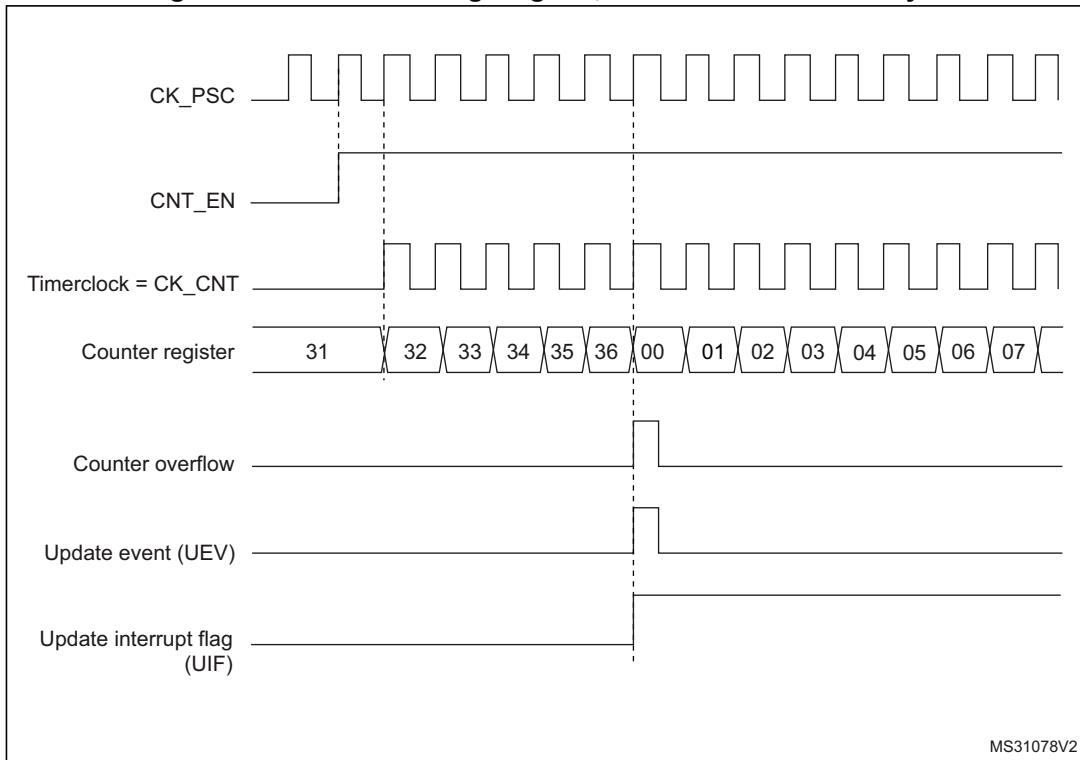 CK_PSC
CNT_EN
Timerclock = CK_CNT
Counter register 31 32 33 34 35 36 00 01 02 03 04 05 06 07
Counter overflow
Update event (UEV)
Update interrupt flag
(UIF)
MS31078V2